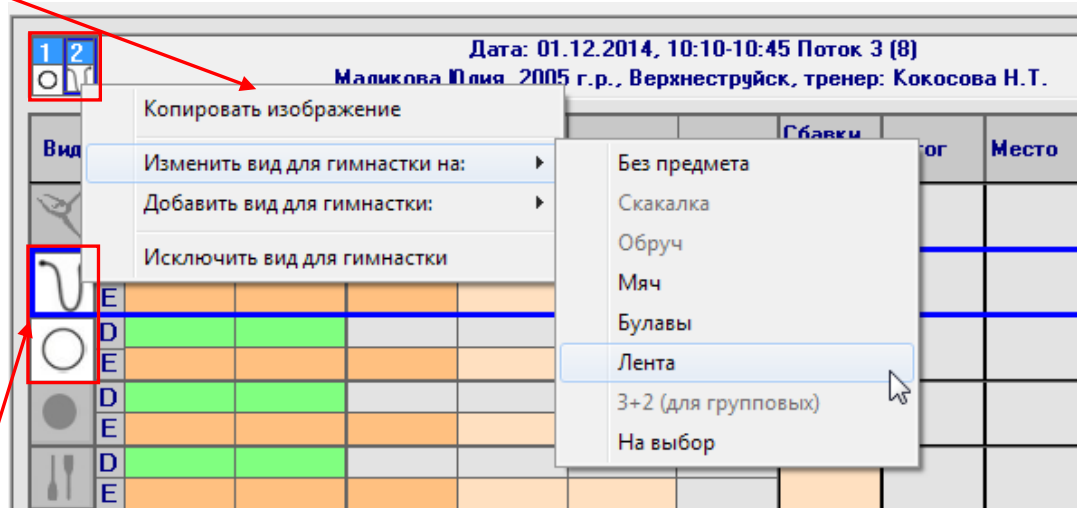 1 2
Дата: 01.12.2014, 10:10-10:45 Поток 3 (8)
Маликова Юлия, 2005 г.р., Верхнеструйск, тренер: Кокосова Н.Т.
Копировать изображение
Изменить вид для гимнастки на:
Добавить вид для гимнастки:
Исключить вид для гимнастки
Вид
Сбавки
Место
Без предмета
Скакалка
Обруч
Мяч
Булавы
Лента
3+2 (для групповых)
На выбор
E
D
E
D
E
D
E